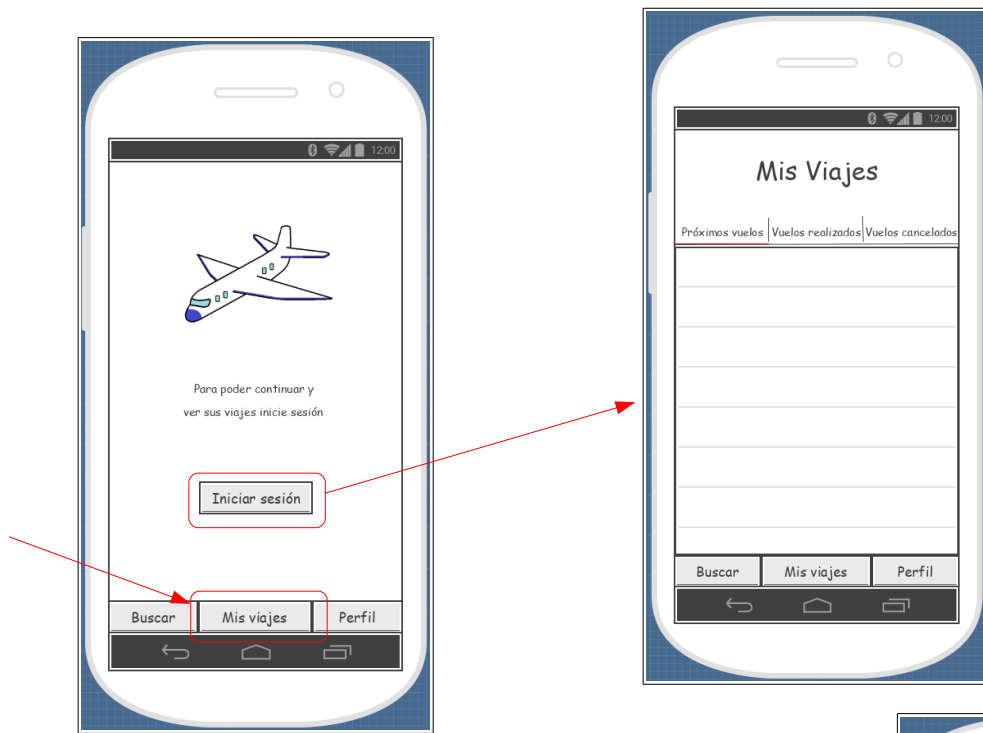 12:00
Para poder continuar y
ver sus viajes inicie sesión
Iniciar sesión
Buscar Mis viajes Perfil
12:00
Mis Viajes
Próximos vuelos Vuelos realizados Vuelos cancelados
Buscar Mis viajes Perfil